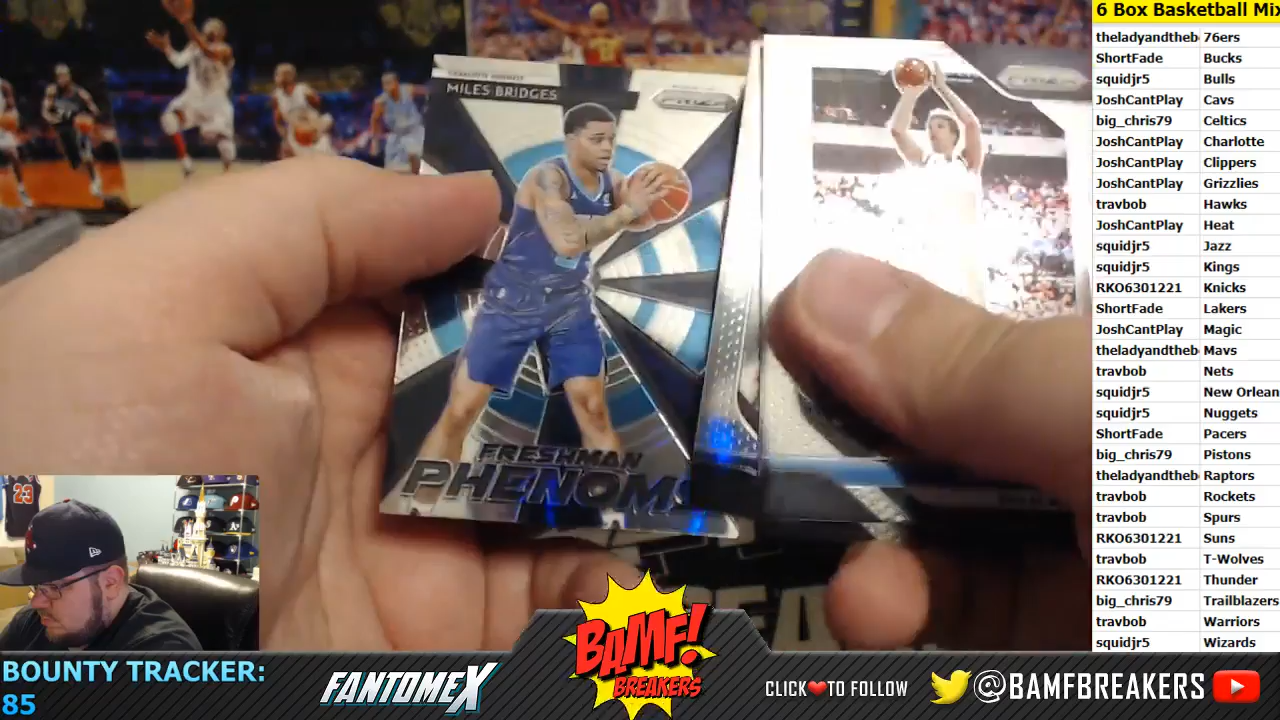 CHARLOTTE HORNETS
MILES BRIDGES
PRIZM
FRESHMAN
PHENOMS
PRIZM
23
6 Box Basketball Mix
theladyandtheb 76ers
ShortFade Bucks
squidjr5 Bulls
JoshCantPlay Cavs
big_chris79 Celtics
JoshCantPlay Charlotte
JoshCantPlay Clippers
JoshCantPlay Grizzlies
travbob Hawks
JoshCantPlay Heat
squidjr5 Jazz
squidjr5 Kings
RKO6301221 Knicks
ShortFade Lakers
JoshCantPlay Magic
theladyandtheb Mavs
travbob Nets
squidjr5 New Orlean
squidjr5 Nuggets
ShortFade Pacers
big_chris79 Pistons
theladyandtheb Raptors
travbob Rockets
travbob Spurs
RKO6301221 Suns
travbob T-Wolves
RKO6301221 Thunder
big_chris79 Trailblazers
travbob Warriors
squidjr5 Wizards
BOUNTY TRACKER:
85
FANTOMEX
BAMF!
BREAKERS
CLICK❤TO FOLLOW
@BAMFBREAKERS